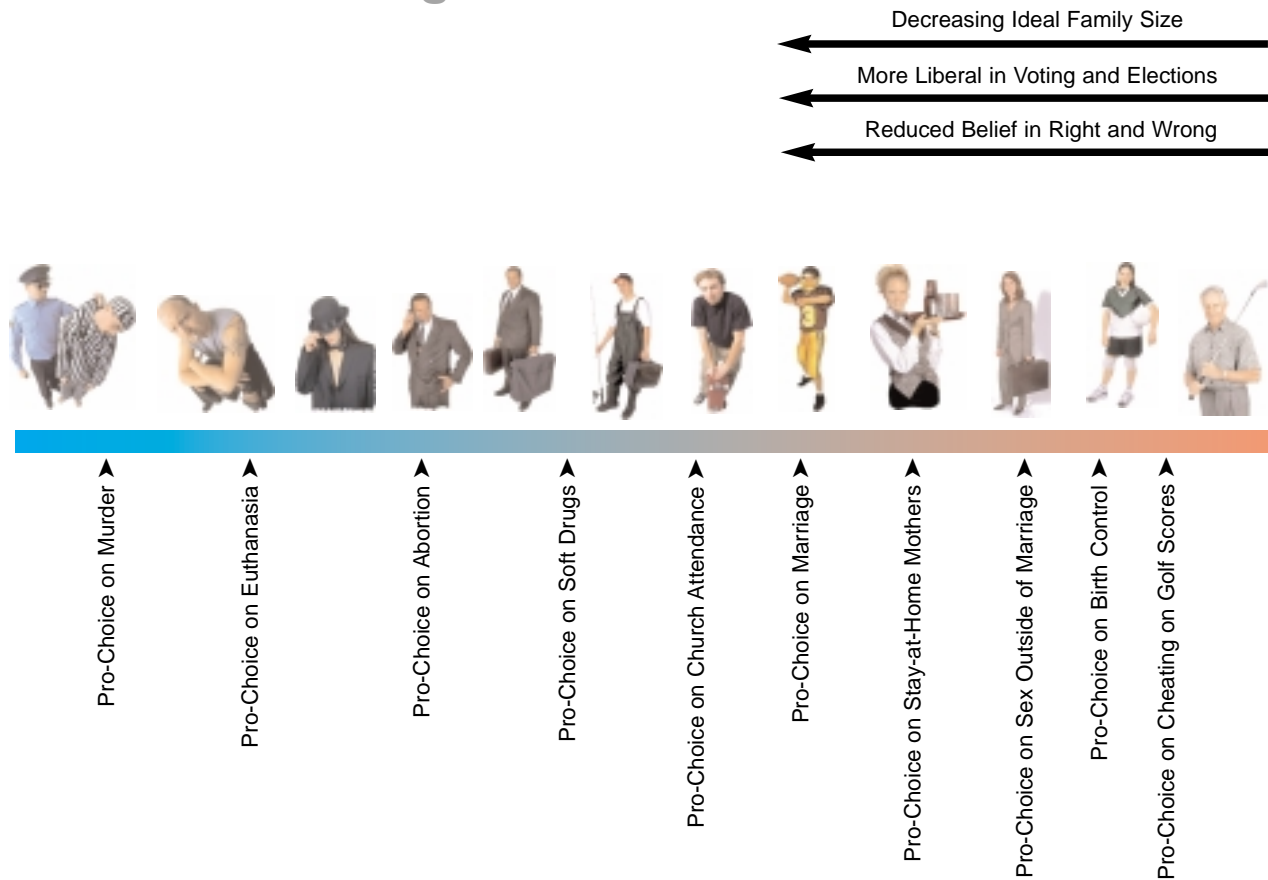 Decreasing Ideal Family Size
More Liberal in Voting and Elections
Reduced Belief in Right and Wrong
3
Pro-Choice on Murder
Pro-Choice on Euthanasia
Pro-Choice on Abortion
Pro-Choice on Soft Drugs
Pro-Choice on Church Attendance
Pro-Choice on Marriage
Pro-Choice on Stay-at-Home Mothers
Pro-Choice on Sex Outside of Marriage
Pro-Choice on Birth Control
Pro-Choice on Cheating on Golf Scores